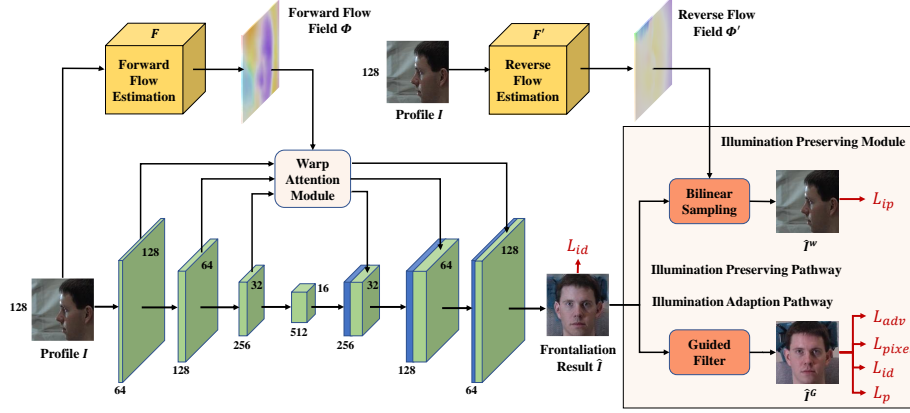 F
Forward
Flow
Estimation
Forward Flow
Field Φ
128
Profile I
F'
Reverse
Flow
Estimation
Reverse Flow
Field Φ'
Warp
Attention
Module
128
Profile I
128
64
64
128
32
256
16
512
32
256
64
128
128
64
L_id
Frontaliation
Result Î
Illumination Preserving Module
Bilinear
Sampling
Î^w
L_ip
Illumination Preserving Pathway
Illumination Adaption Pathway
Guided
Filter
Î^G
L_adv
L_pixe
L_id
L_p